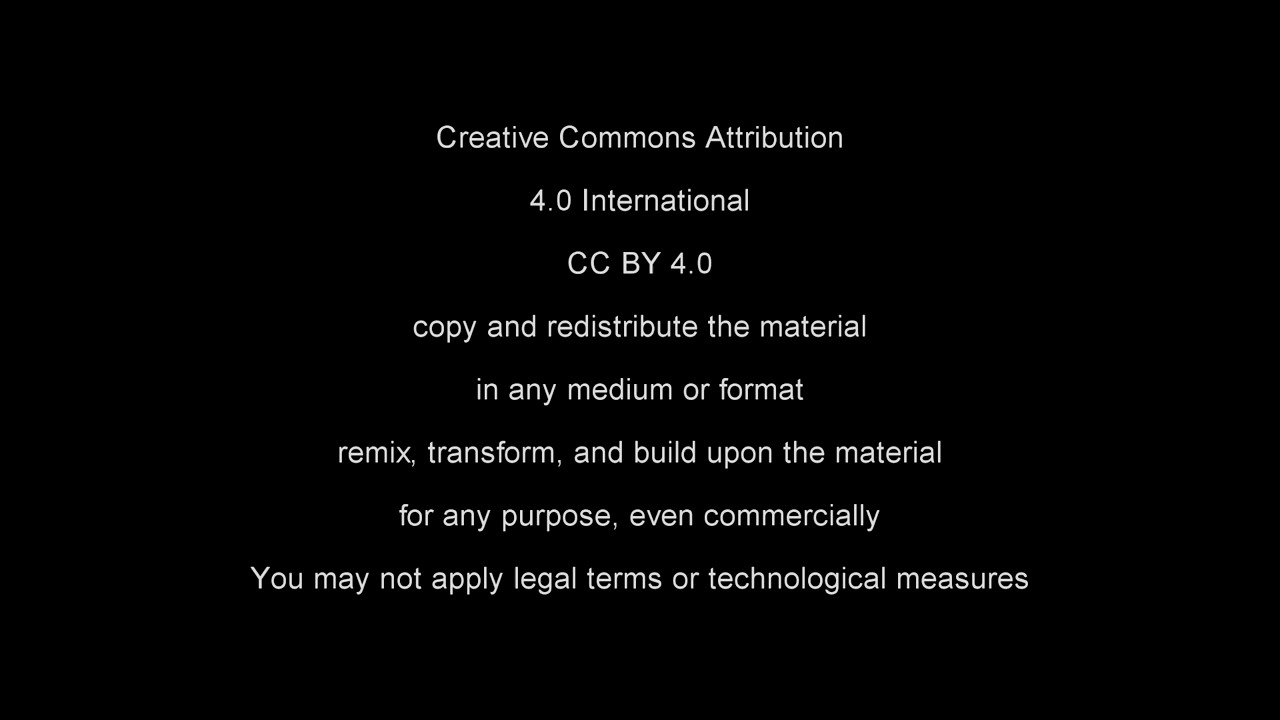 Creative Commons Attribution
4.0 International
CC BY 4.0
copy and redistribute the material
in any medium or format
remix, transform, and build upon the material
for any purpose, even commercially
You may not apply legal terms or technological measures